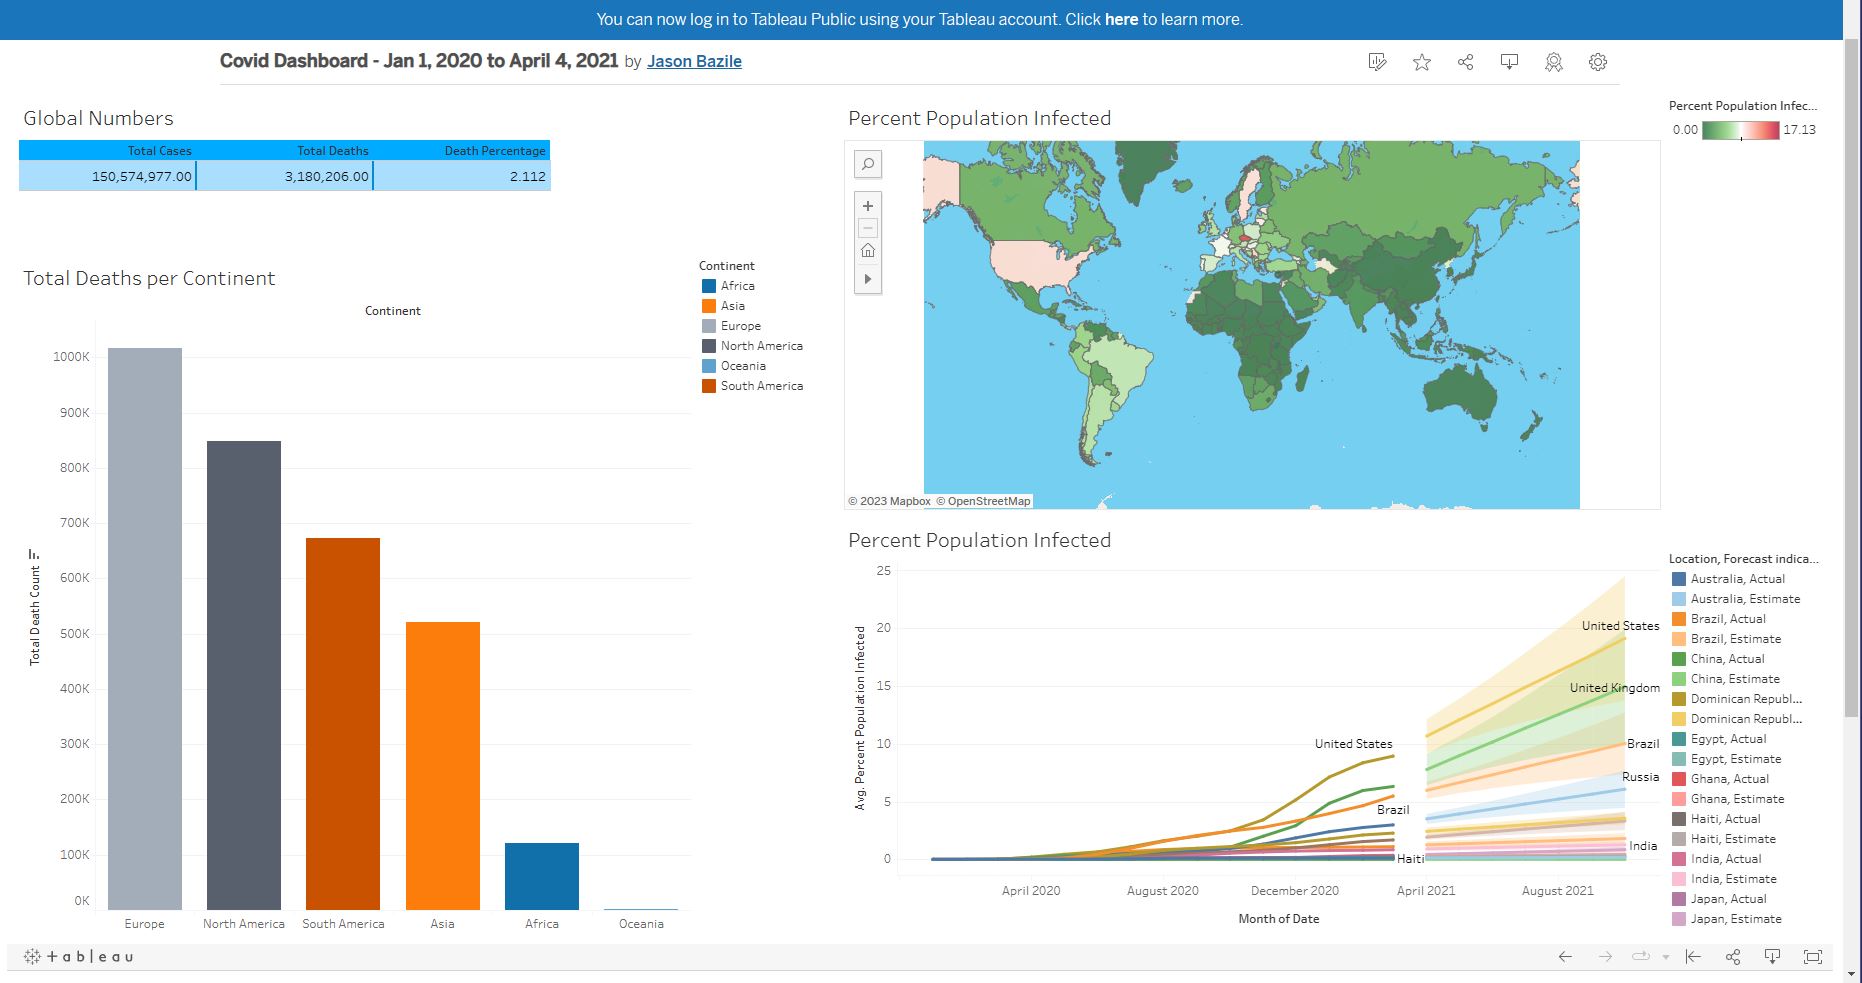 You can now log in to Tableau Public using your Tableau account. Click here to learn more.
Covid Dashboard - Jan 1, 2020 to April 4, 2021 by Jason Bazile
Global Numbers
Total Cases Total Deaths Death Percentage
150,574,977.00 3,180,206.00 2.112
Total Deaths per Continent
Continent
1000K
900K
800K
700K
600K
500K
400K
300K
200K
100K
0K
Total Death Count
Europe North America South America Asia Africa Oceania
Continent
Africa
Asia
Europe
North America
Oceania
South America
Percent Population Infected
© 2023 Mapbox © OpenStreetMap
Percent Population Infec...
0.00 17.13
Percent Population Infected
25
20
15
10
5
0
Avg. Percent Population Infected
United States
United Kingdom
United States
Brazil
Russia
Brazil
India
Haiti
April 2020 August 2020 December 2020 April 2021 August 2021
Month of Date
Location, Forecast indica...
Australia, Actual
Australia, Estimate
Brazil, Actual
Brazil, Estimate
China, Actual
China, Estimate
Dominican Republ...
Dominican Republ...
Egypt, Actual
Egypt, Estimate
Ghana, Actual
Ghana, Estimate
Haiti, Actual
Haiti, Estimate
India, Actual
India, Estimate
Japan, Actual
Japan, Estimate
+ableau